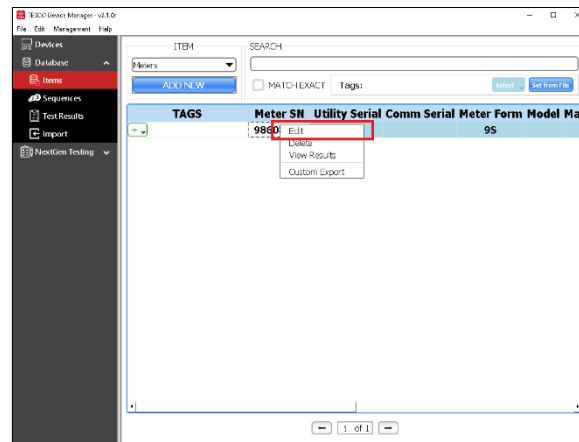 TESCO Device Manager - v2.1.0r
File Edit Management Help
Devices
Database
Items
Sequences
Test Results
Import
NextGen Testing
ITEM
Meters
ADD NEW
SEARCH
MATCH EXACT Tags: Select Set from File
TAGS Meter SN Utility Serial Comm Serial Meter Form Model Ma
+ 9S
Edit
Delete
View Results
Custom Export
1 of 1